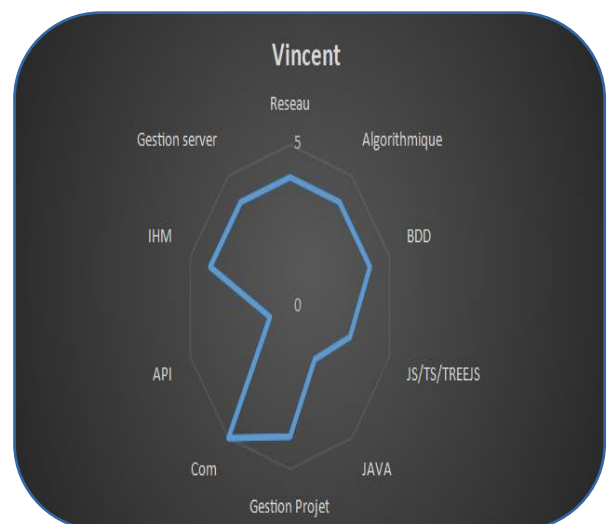 Vincent
Reseau
Gestion server
5
Algorithmique
IHM
BDD
0
API
JS/TS/TREEJS
Com
JAVA
Gestion Projet